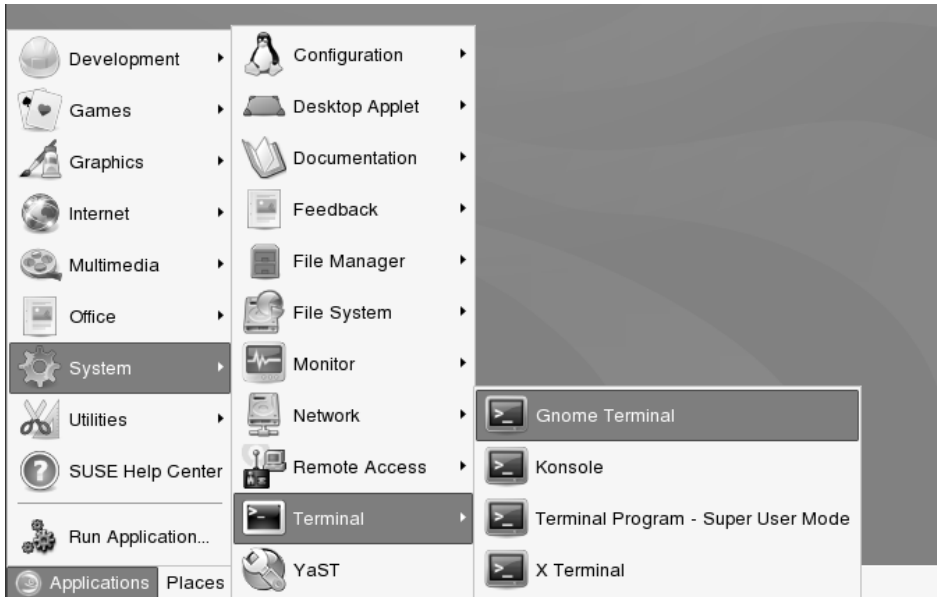 Development
Games
Graphics
Internet
Multimedia
Office
System
Utilities
SUSE Help Center
Run Application...
Applications Places
Configuration
Desktop Applet
Documentation
Feedback
File Manager
File System
Monitor
Network
Remote Access
Terminal
YaST
Gnome Terminal
Konsole
Terminal Program - Super User Mode
X Terminal